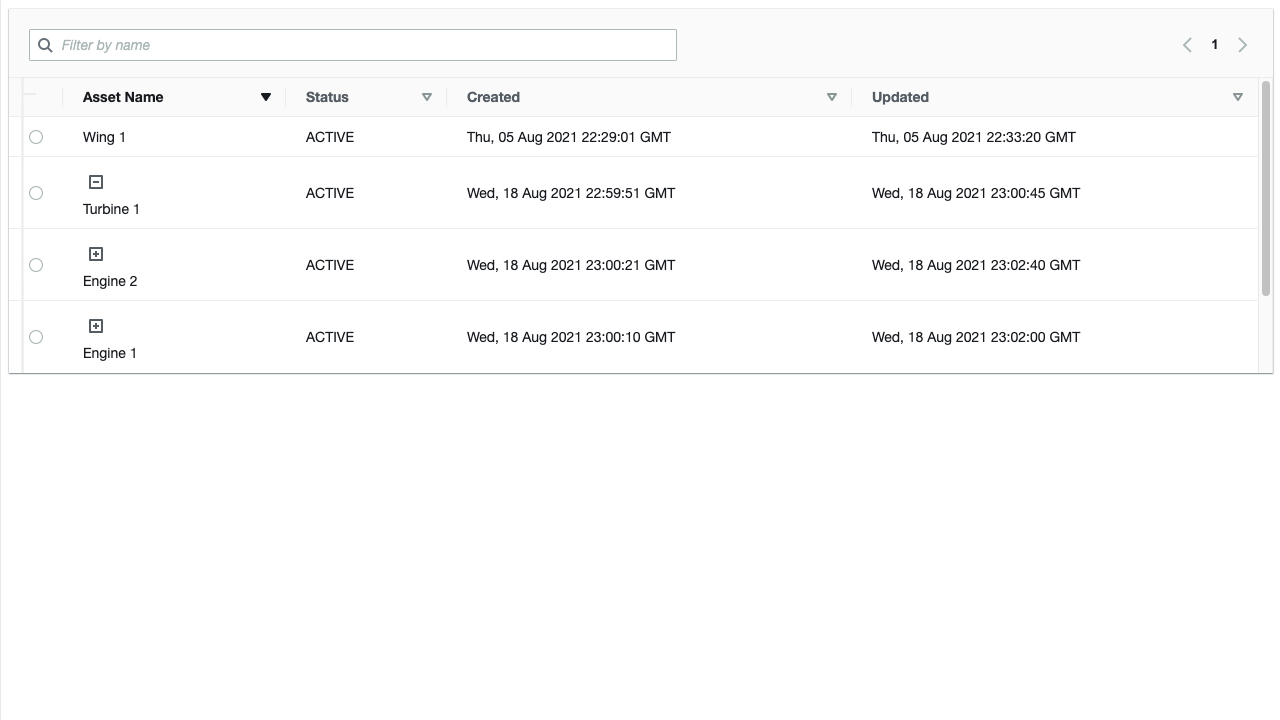 Filter by name
1
Asset Name Status Created Updated
Wing 1 ACTIVE Thu, 05 Aug 2021 22:29:01 GMT Thu, 05 Aug 2021 22:33:20 GMT
Turbine 1 ACTIVE Wed, 18 Aug 2021 22:59:51 GMT Wed, 18 Aug 2021 23:00:45 GMT
Engine 2 ACTIVE Wed, 18 Aug 2021 23:00:21 GMT Wed, 18 Aug 2021 23:02:40 GMT
Engine 1 ACTIVE Wed, 18 Aug 2021 23:00:10 GMT Wed, 18 Aug 2021 23:02:00 GMT